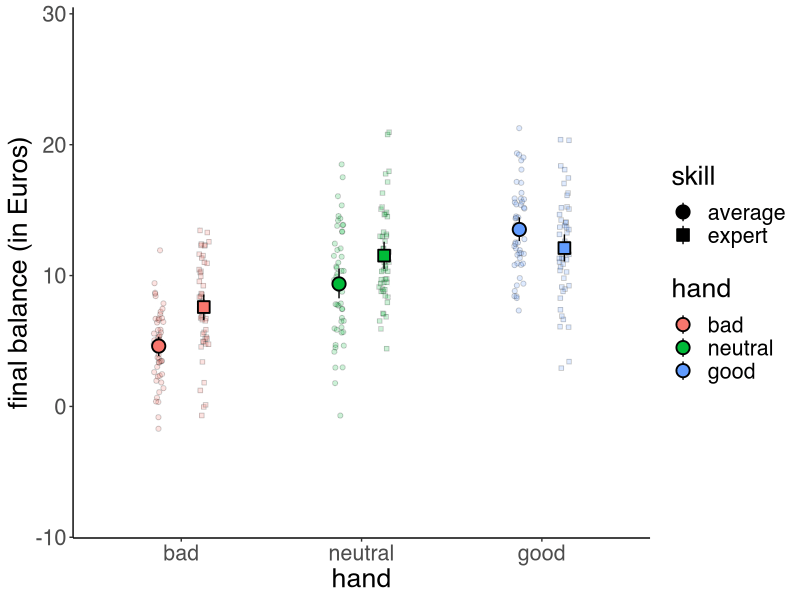 final balance (in Euros)
30
20
10
0
-10
bad neutral good
hand
skill
average
expert
hand
bad
neutral
good